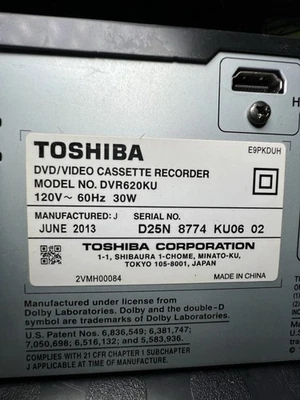 H
E9PKDUH
TOSHIBA
DVD/VIDEO CASSETTE RECORDER
MODEL NO. DVR620KU
120V~ 60Hz 30W
MANUFACTURED: J SERIAL NO.
JUNE 2013 D25N 8774 KU06 02
TOSHIBA CORPORATION
1-1, SHIBAURA 1-CHOME, MINATO-KU,
TOKYO 105-8001, JAPAN
2VMH00084 MADE IN CHINA
Manufactured under license from
Dolby Laboratories. Dolby and the double-D
symbol are trademarks of Dolby Laboratories.
U.S. Patent Nos. 6,836,549; 6,381,747;
7,050,698; 6,516,132; and 5,583,936.
COMPLIES WITH 21 CFR CHAPTER 1 SUBCHAPTER
J APPLICABLE AT TIME OF MANUFACTURE.